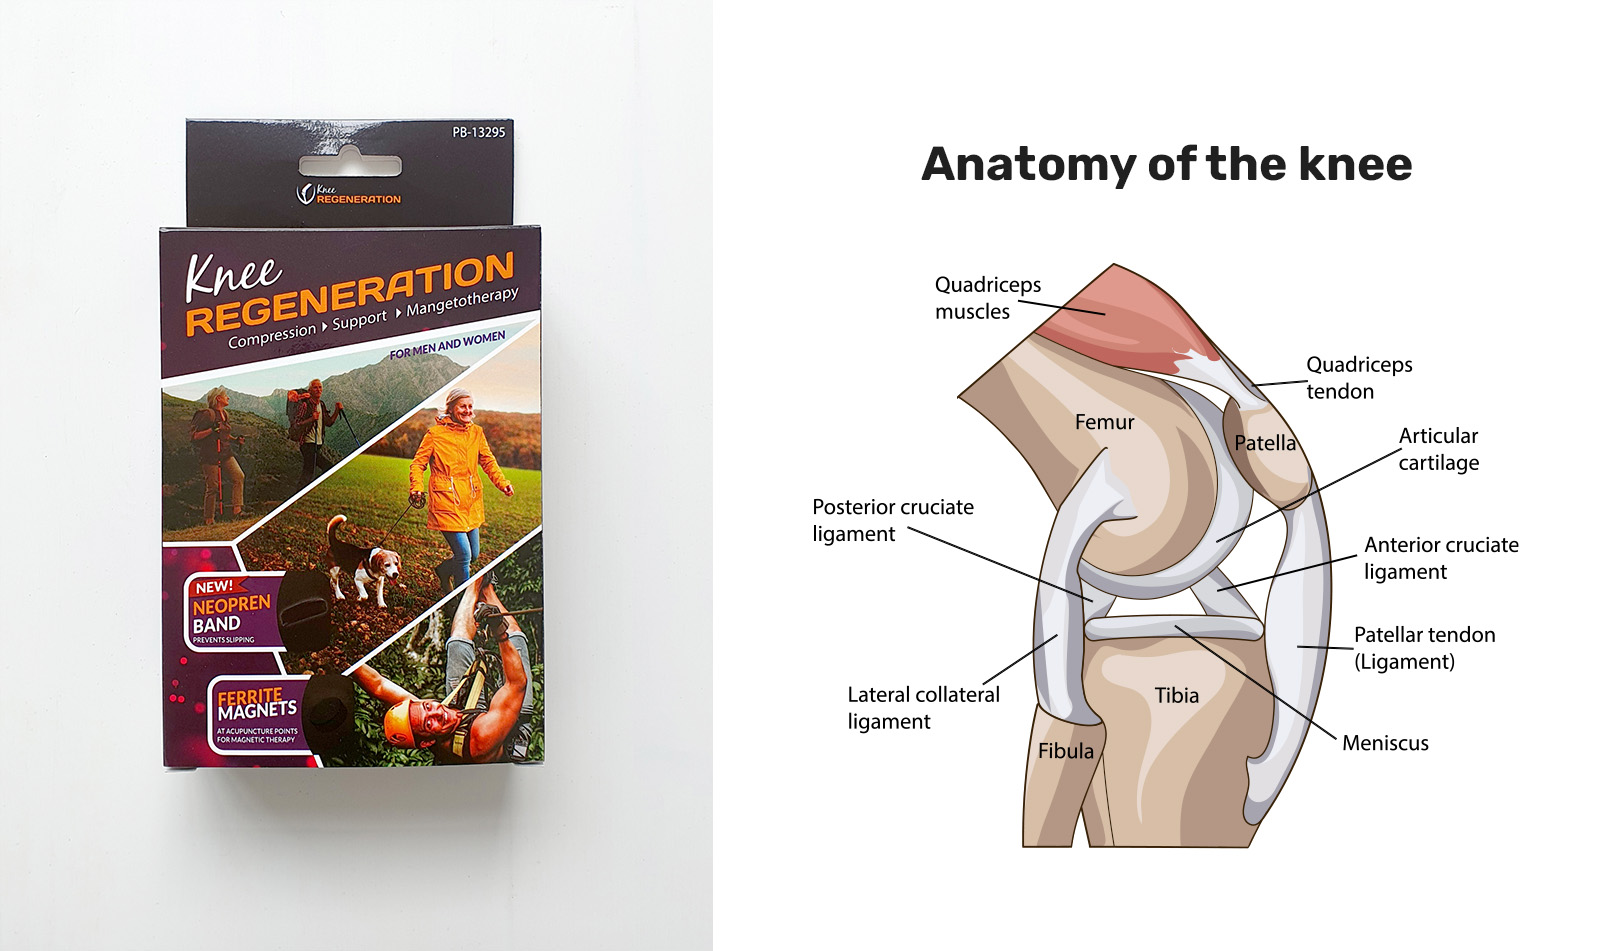 PB-13295
Knee
REGENERATION
Knee
REGENERATION
Compression ▸ Support ▸ Mangetotherapy
FOR MEN AND WOMEN
NEW!
NEOPREN
BAND
PREVENTS SLIPPING
FERRITE
MAGNETS
AT ACUPUNCTURE POINTS
FOR MAGNETIC THERAPY
Anatomy of the knee
Quadriceps
muscles
Quadriceps
tendon
Femur
Patella
Articular
cartilage
Posterior cruciate
ligament
Anterior cruciate
ligament
Patellar tendon
(Ligament)
Lateral collateral
ligament
Tibia
Meniscus
Fibula